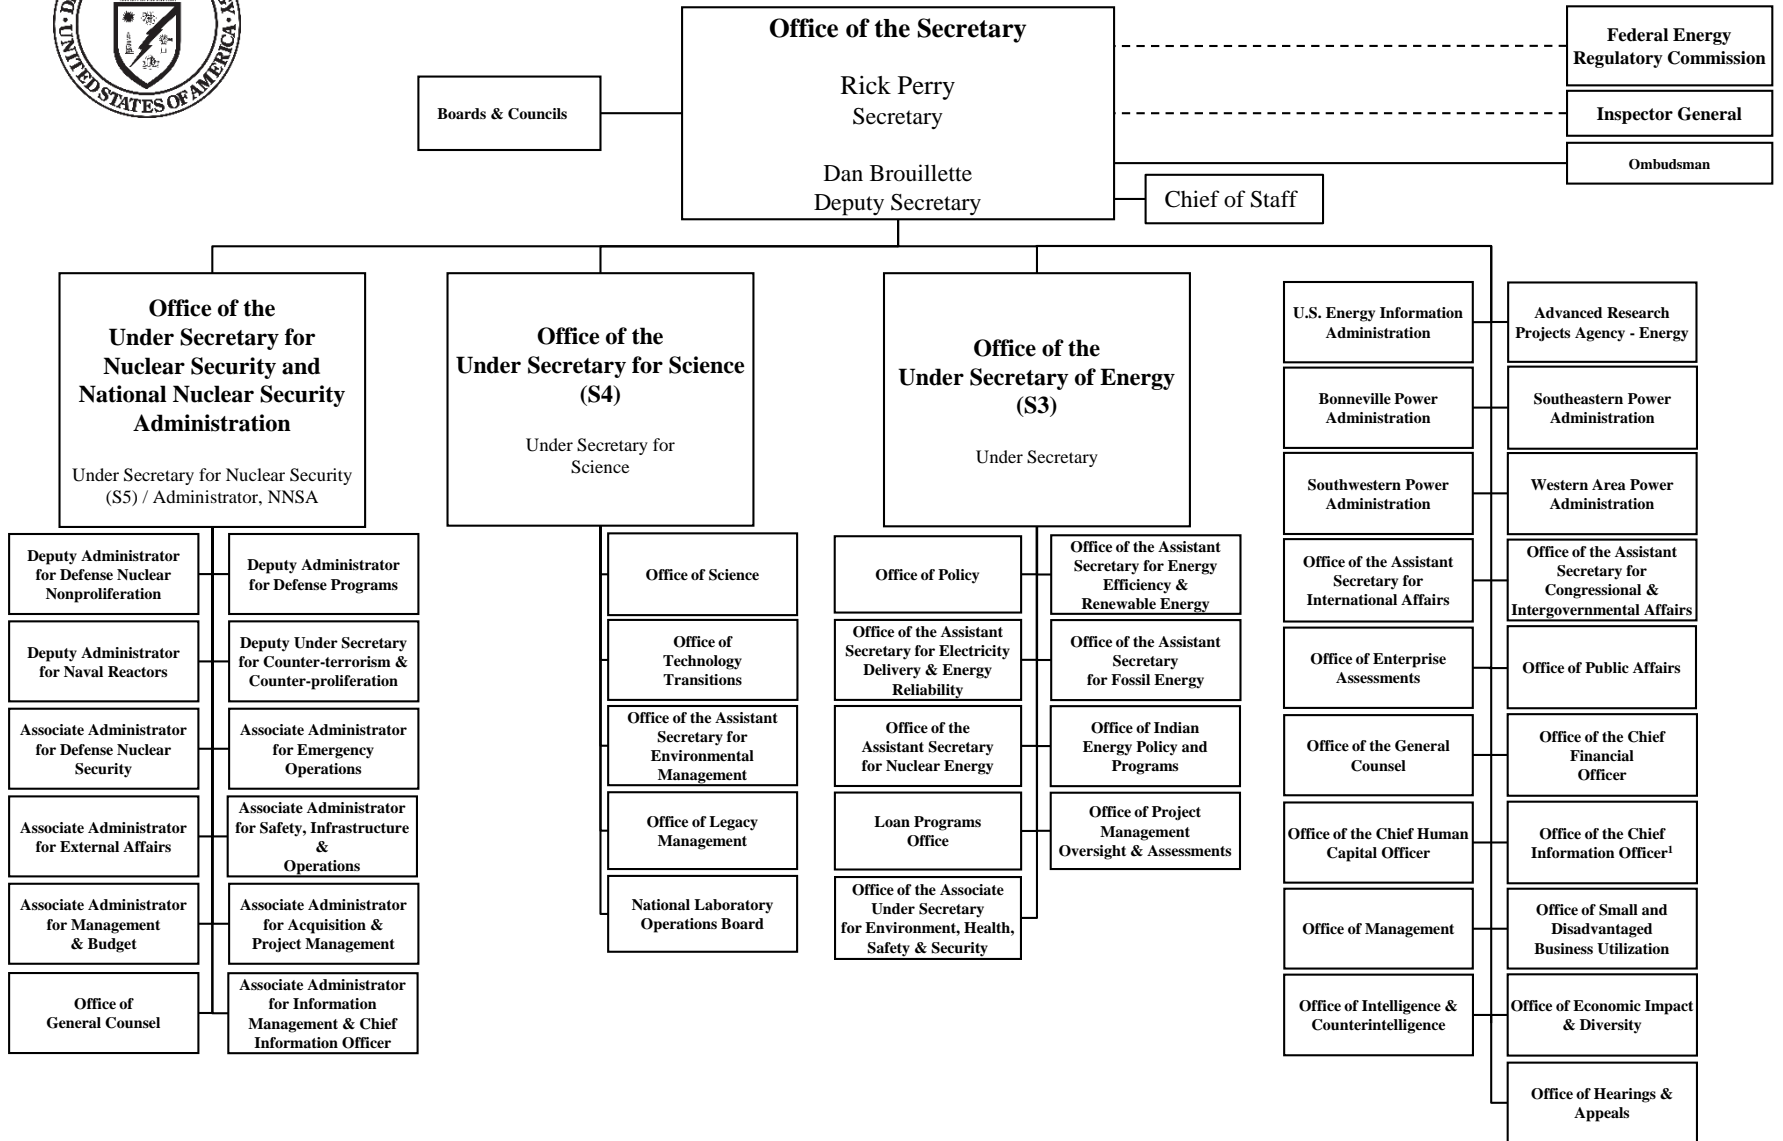 UNITED STATES OF AMERICA
Office of the Secretary
Rick Perry
Secretary
Dan Brouillette
Deputy Secretary
Boards & Councils
Federal Energy
Regulatory Commission
Inspector General
Ombudsman
Chief of Staff
Office of the
Under Secretary for
Nuclear Security and
National Nuclear Security
Administration
Under Secretary for Nuclear Security
(S5) / Administrator, NNSA
Deputy Administrator
for Defense Nuclear
Nonproliferation
Deputy Administrator
for Defense Programs
Deputy Administrator
for Naval Reactors
Deputy Under Secretary
for Counter-terrorism &
Counter-proliferation
Associate Administrator
for Defense Nuclear
Security
Associate Administrator
for Emergency
Operations
Associate Administrator
for External Affairs
Associate Administrator
for Safety, Infrastructure
&
Operations
Associate Administrator
for Management
& Budget
Associate Administrator
for Acquisition &
Project Management
Office of
General Counsel
Associate Administrator
for Information
Management & Chief
Information Officer
Office of the
Under Secretary for Science
(S4)
Under Secretary for
Science
Office of Science
Office of
Technology
Transitions
Office of the Assistant
Secretary for
Environmental
Management
Office of Legacy
Management
National Laboratory
Operations Board
Office of the
Under Secretary of Energy
(S3)
Under Secretary
Office of Policy
Office of the Assistant
Secretary for Energy
Efficiency &
Renewable Energy
Office of the Assistant
Secretary for Electricity
Delivery & Energy
Reliability
Office of the Assistant
Secretary
for Fossil Energy
Office of the
Assistant Secretary
for Nuclear Energy
Office of Indian
Energy Policy and
Programs
Loan Programs
Office
Office of Project
Management
Oversight & Assessments
Office of the Associate
Under Secretary
for Environment, Health,
Safety & Security
U.S. Energy Information
Administration
Advanced Research
Projects Agency - Energy
Bonneville Power
Administration
Southeastern Power
Administration
Southwestern Power
Administration
Western Area Power
Administration
Office of the Assistant
Secretary for
International Affairs
Office of the Assistant
Secretary for
Congressional &
Intergovernmental Affairs
Office of Enterprise
Assessments
Office of Public Affairs
Office of the General
Counsel
Office of the Chief
Financial
Officer
Office of the Chief Human
Capital Officer
Office of the Chief
Information Officer¹
Office of Management
Office of Small and
Disadvantaged
Business Utilization
Office of Intelligence &
Counterintelligence
Office of Economic Impact
& Diversity
Office of Hearings &
Appeals